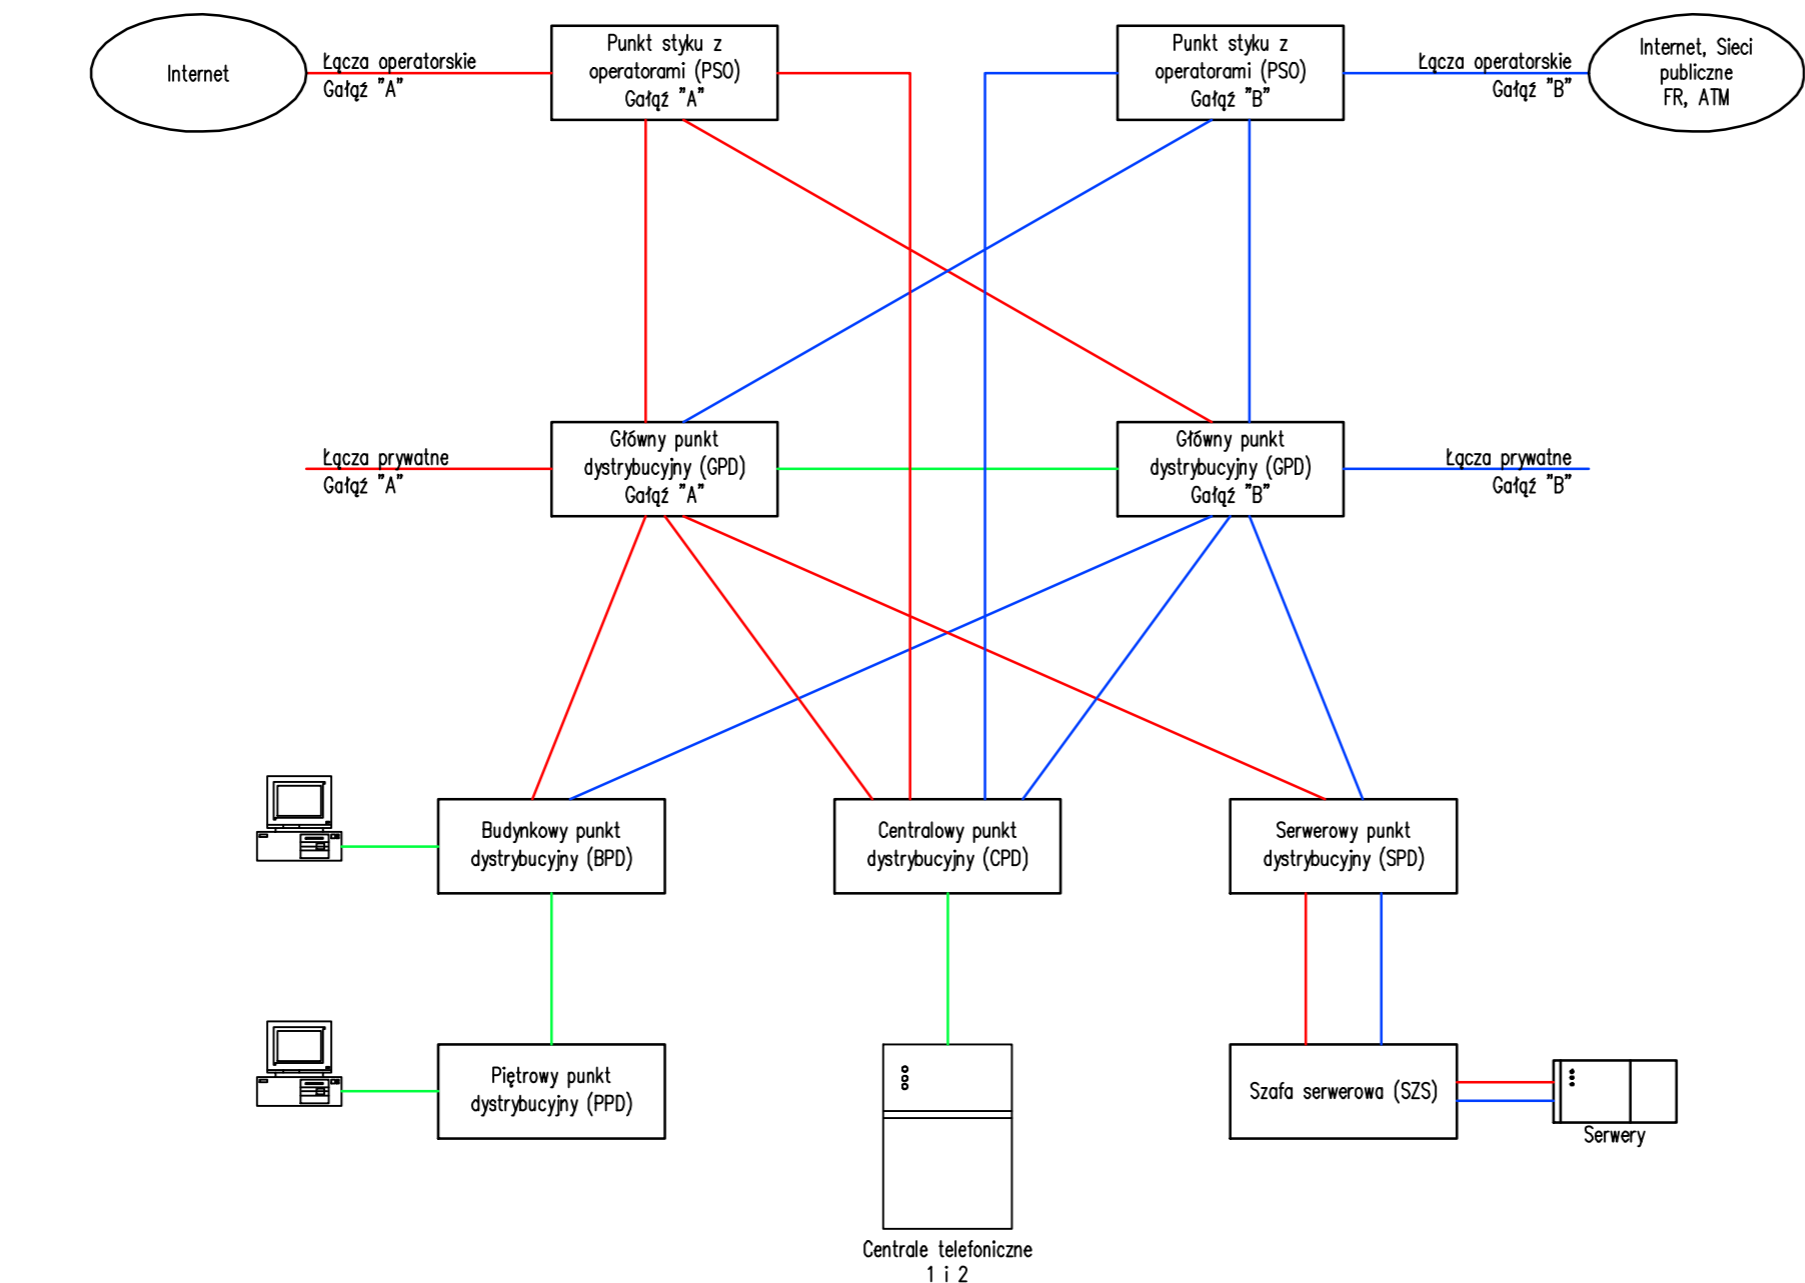 Internet
Łącza operatorskie
Gałąź "A"
Punkt styku z
operatorami (PSO)
Gałąź "A"
Punkt styku z
operatorami (PSO)
Gałąź "B"
Łącza operatorskie
Gałąź "B"
Internet, Sieci
publiczne
FR, ATM
Łącza prywatne
Gałąź "A"
Główny punkt
dystrybucyjny (GPD)
Gałąź "A"
Główny punkt
dystrybucyjny (GPD)
Gałąź "B"
Łącza prywatne
Gałąź "B"
Budynkowy punkt
dystrybucyjny (BPD)
Centralowy punkt
dystrybucyjny (CPD)
Serwerowy punkt
dystrybucyjny (SPD)
Piętrowy punkt
dystrybucyjny (PPD)
Szafa serwerowa (SZS)
Serwery
Centrale telefoniczne
1 i 2